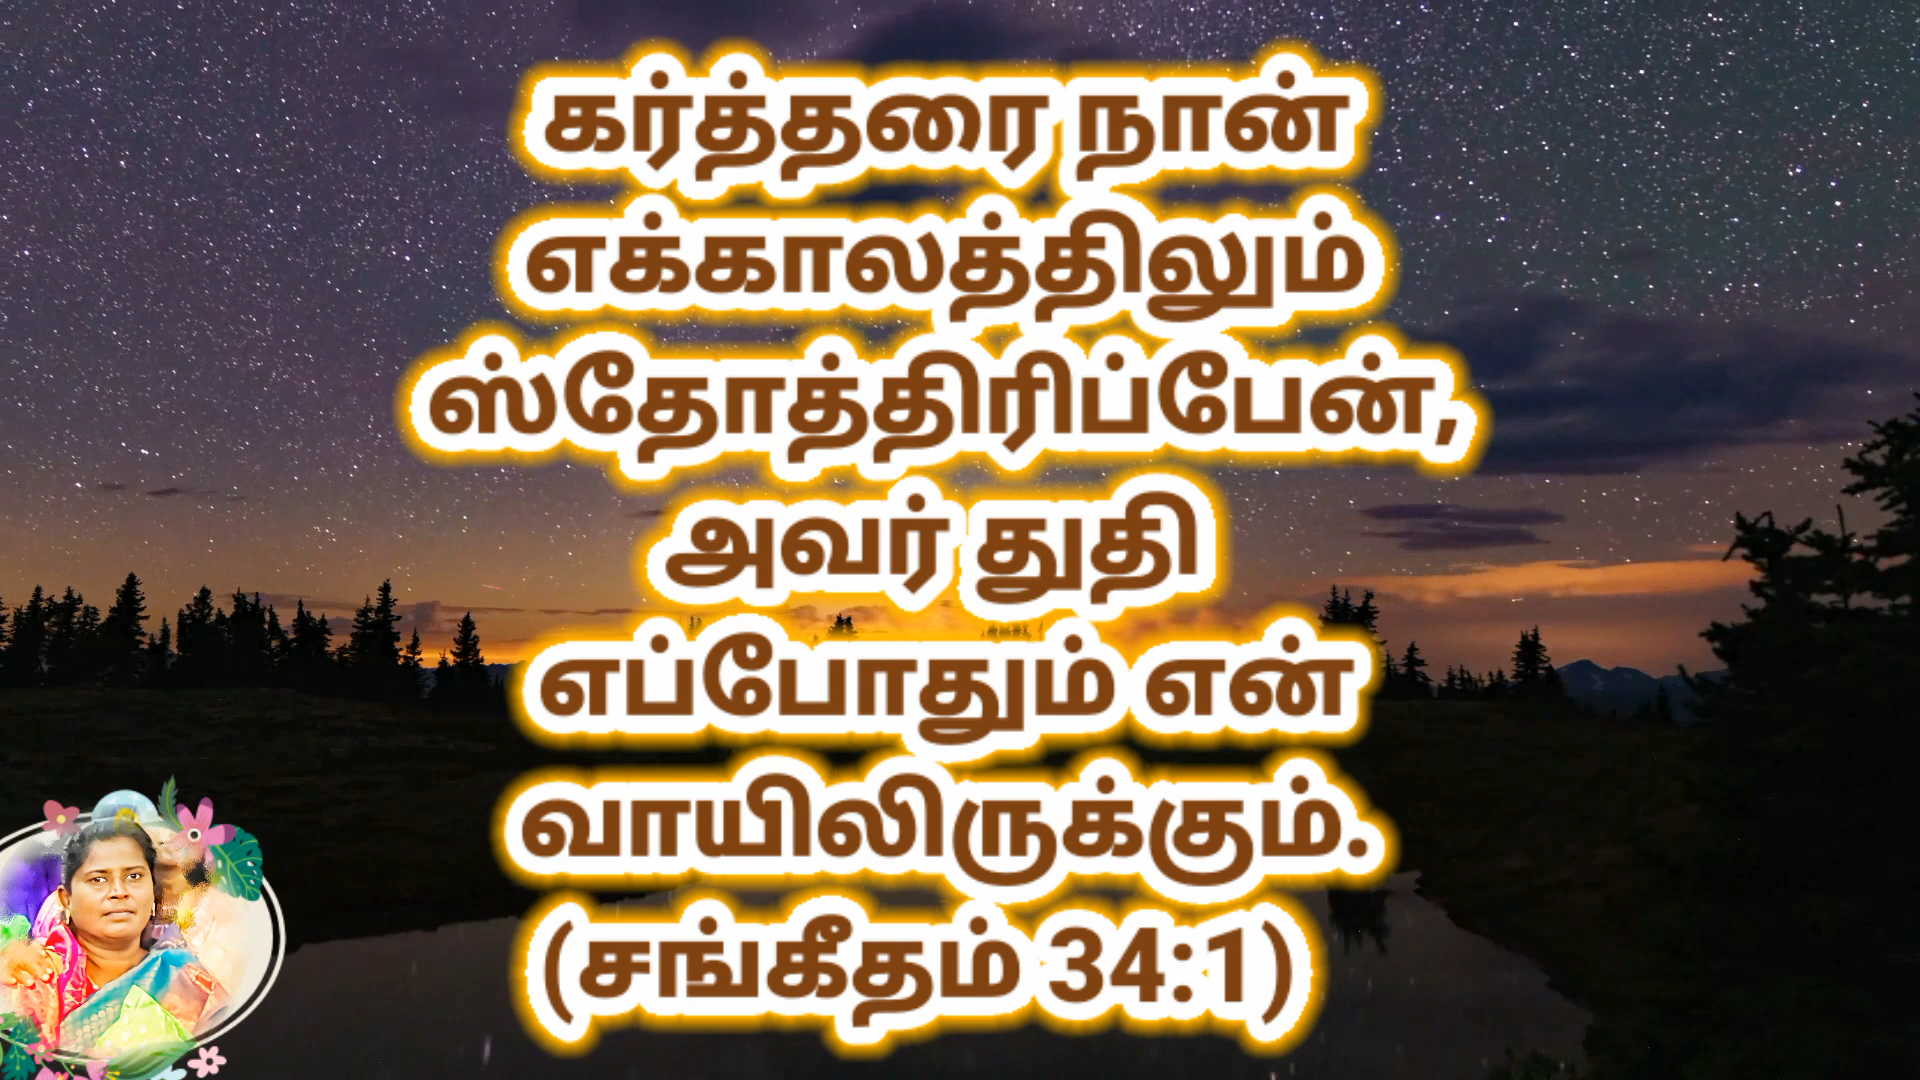 கர்த்தரை நான்
எக்காலத்திலும்
ஸ்தோத்திரிப்பேன்,
அவர் துதி
எப்போதும் என்
வாயிலிருக்கும்.
(சங்கீதம் 34:1)